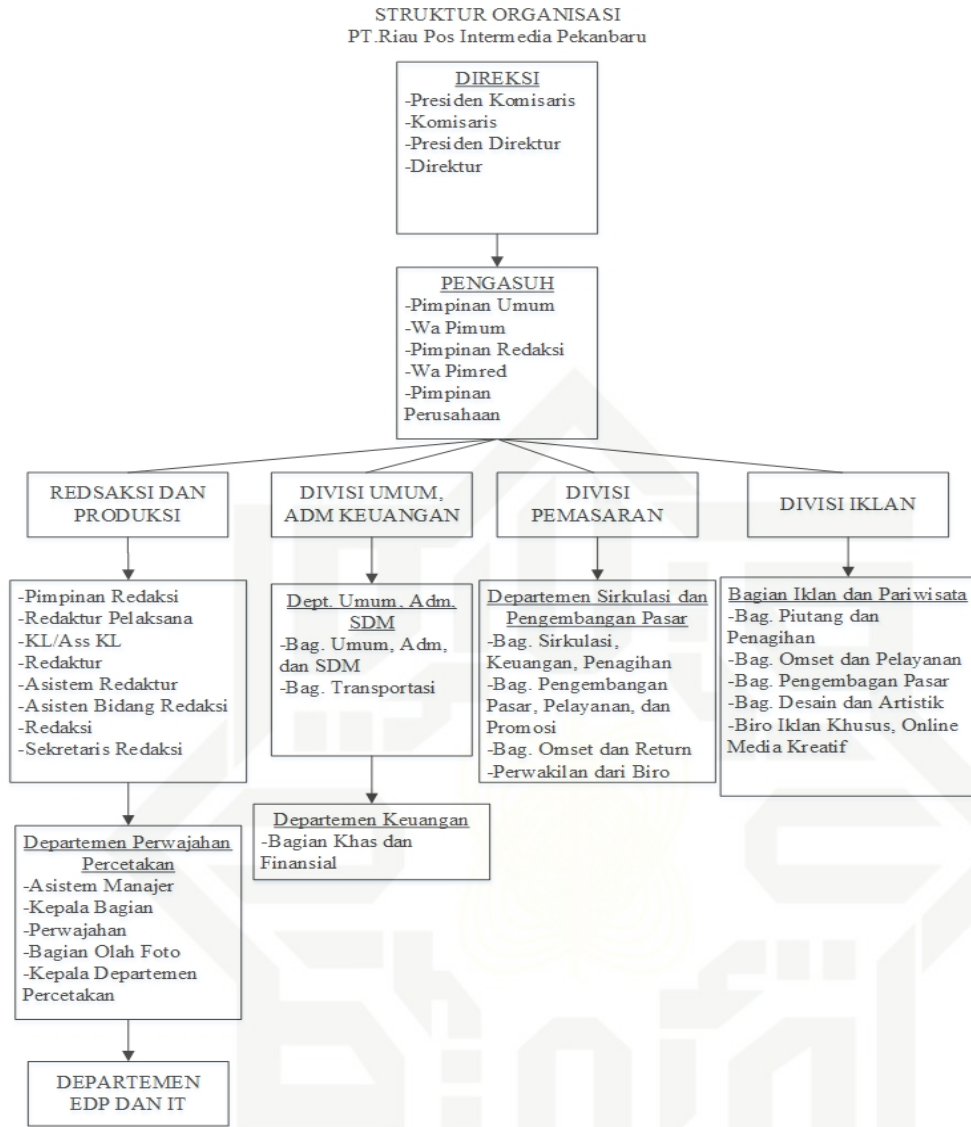 STRUKTUR ORGANISASI
PT.Riau Pos Intermedia Pekanbaru
DIREKSI
-Presiden Komisaris
-Komisaris
-Presiden Direktur
-Direktur
PENGASUH
-Pimpinan Umum
-Wa Pimum
-Pimpinan Redaksi
-Wa Pimred
-Pimpinan
Perusahaan
REDSAKSI DAN
PRODUKSI
DIVISI UMUM,
ADM KEUANGAN
DIVISI
PEMASARAN
DIVISI IKLAN
-Pimpinan Redaksi
-Redaktur Pelaksana
-KL/Ass KL
-Redaktur
-Asistem Redaktur
-Asisten Bidang Redaksi
-Redaksi
-Sekretaris Redaksi
Dept. Umum, Adm,
SDM
-Bag. Umum, Adm,
dan SDM
-Bag. Transportasi
Departemen Sirkulasi dan
Pengembangan Pasar
-Bag. Sirkulasi,
Keuangan, Penagihan
-Bag. Pengembangan
Pasar, Pelayanan, dan
Promosi
-Bag. Omset dan Return
-Perwakilan dari Biro
Bagian Iklan dan Pariwisata
-Bag. Piutang dan
Penagihan
-Bag. Omset dan Pelayanan
-Bag. Pengembagan Pasar
-Bag. Desain dan Artistik
-Biro Iklan Khusus, Online
Media Kreatif
Departemen Keuangan
-Bagian Khas dan
Finansial
Departemen Perwajahan
Percetakan
-Asistem Manajer
-Kepala Bagian
-Perwajahan
-Bagian Olah Foto
-Kepala Departemen
Percetakan
DEPARTEMEN
EDP DAN IT